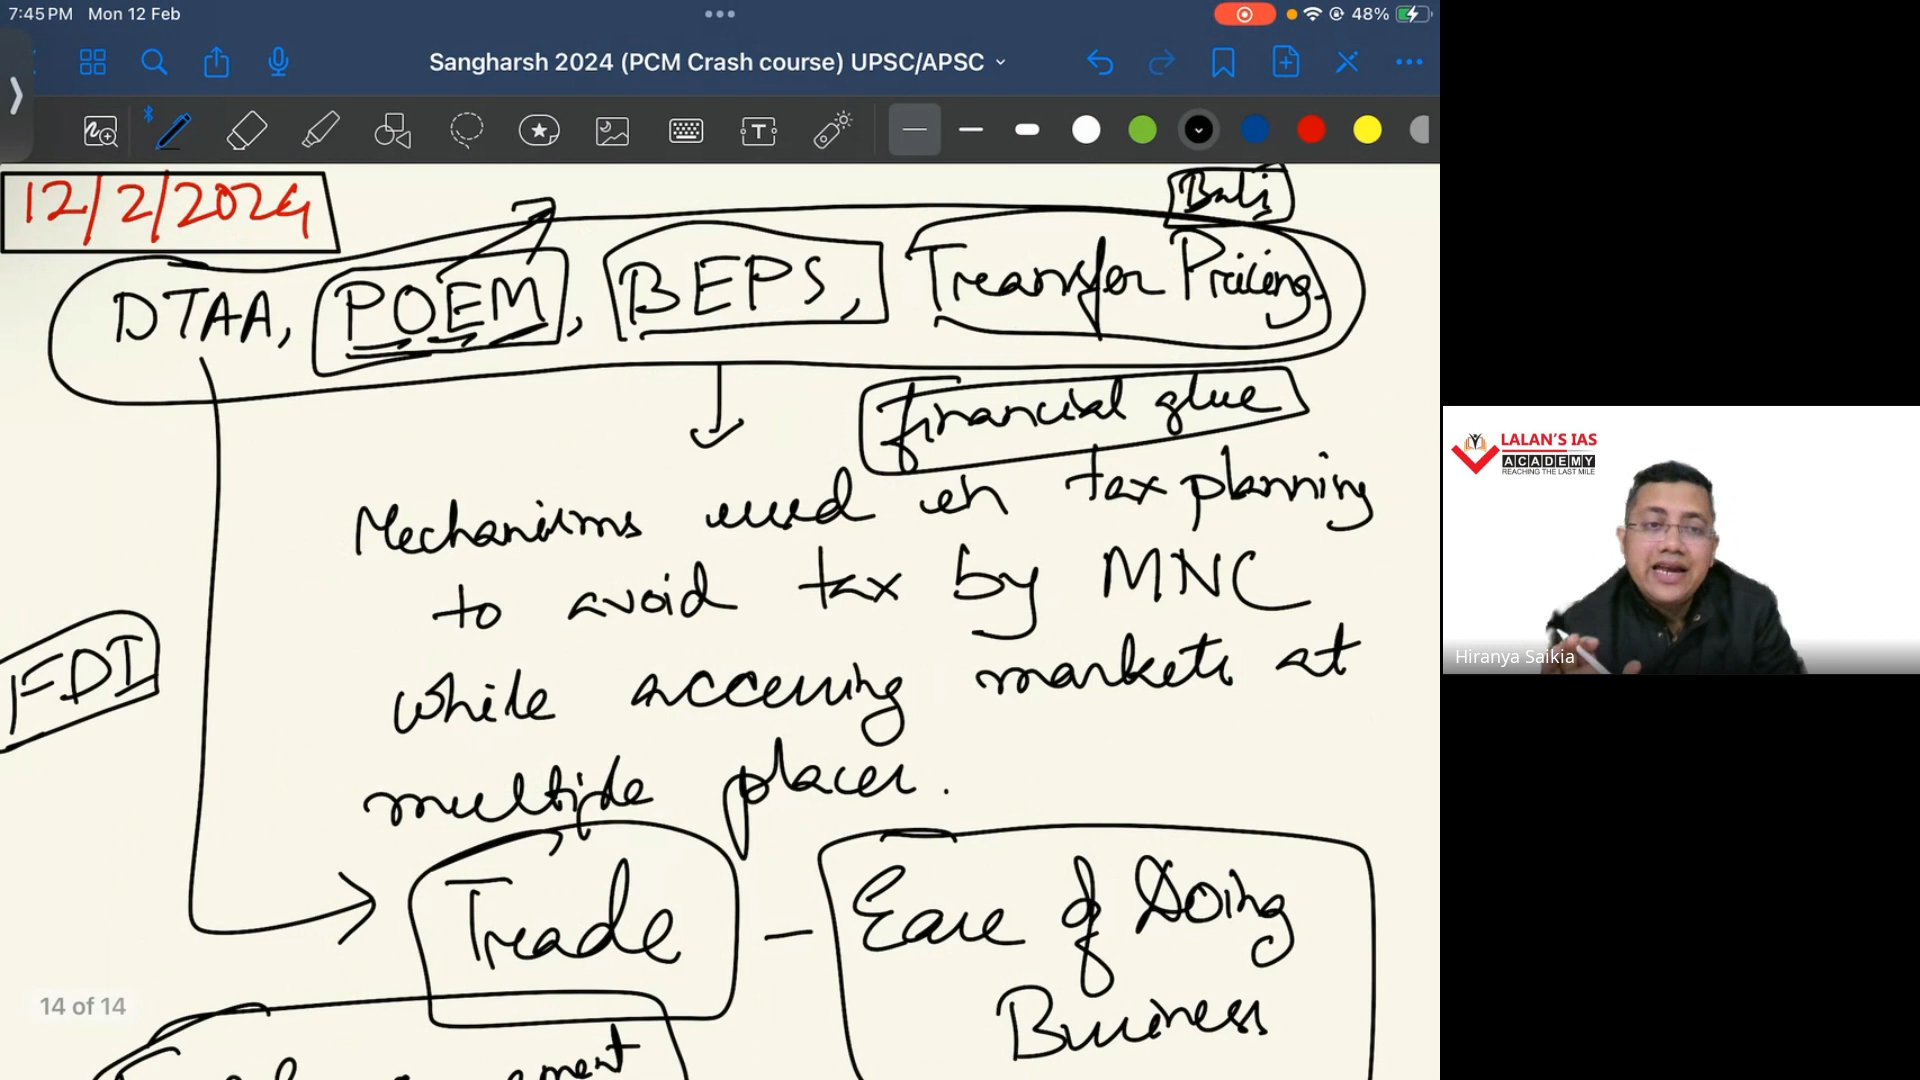 7:45 PM Mon 12 Feb
48%
Sangharsh 2024 (PCM Crash course) UPSC/APSC
12/2/2024
Bali
DTAA, POEM, BEPS, Transfer Pricing
financial glue
Mechanisms used in tax planning
to avoid tax by MNC
while accessing markets at
multiple places.
FDI
Trade – Ease of Doing
Business
14 of 14
LALAN'S IAS
ACADEMY
REACHING THE LAST MILE
Hiranya Saikia